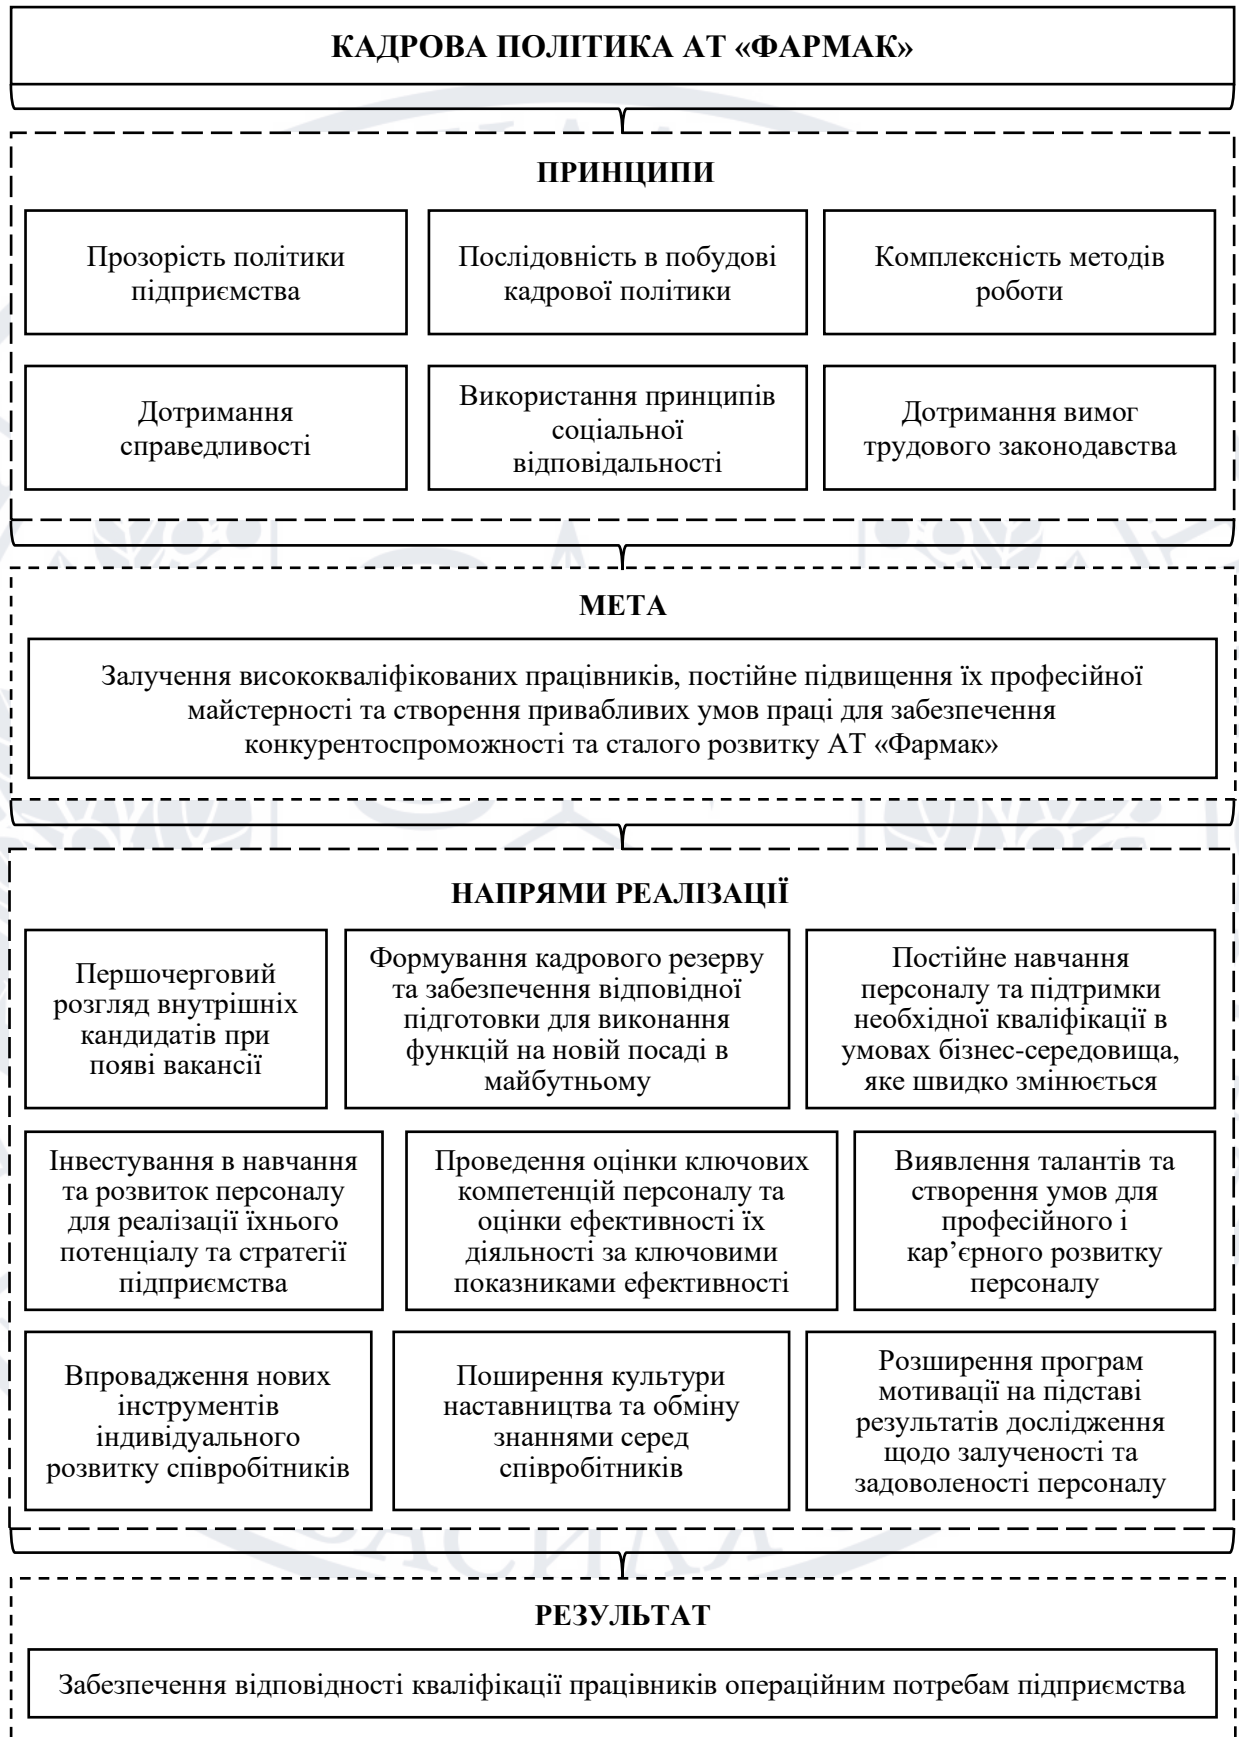 КАДРОВА ПОЛІТИКА АТ «ФАРМАК»
ПРИНЦИПИ
Прозорість політики
підприємства
Послідовність в побудові
кадрової політики
Комплексність методів
роботи
Дотримання
справедливості
Використання принципів
соціальної
відповідальності
Дотримання вимог
трудового законодавства
МЕТА
Залучення висококваліфікованих працівників, постійне підвищення їх професійної
майстерності та створення привабливих умов праці для забезпечення
конкурентоспроможності та сталого розвитку АТ «Фармак»
НАПРЯМИ РЕАЛІЗАЦІЇ
Першочерговий
розгляд внутрішніх
кандидатів при
появі вакансії
Формування кадрового резерву
та забезпечення відповідної
підготовки для виконання
функцій на новій посаді в
майбутньому
Постійне навчання
персоналу та підтримки
необхідної кваліфікації в
умовах бізнес-середовища,
яке швидко змінюється
Інвестування в навчання
та розвиток персоналу
для реалізації їхнього
потенціалу та стратегії
підприємства
Проведення оцінки ключових
компетенцій персоналу та
оцінки ефективності їх
діяльності за ключовими
показниками ефективності
Виявлення талантів та
створення умов для
професійного і
кар’єрного розвитку
персоналу
Впровадження нових
інструментів
індивідуального
розвитку співробітників
Поширення культури
наставництва та обміну
знаннями серед
співробітників
Розширення програм
мотивації на підставі
результатів дослідження
щодо залученості та
задоволеності персоналу
РЕЗУЛЬТАТ
Забезпечення відповідності кваліфікації працівників операційним потребам підприємства